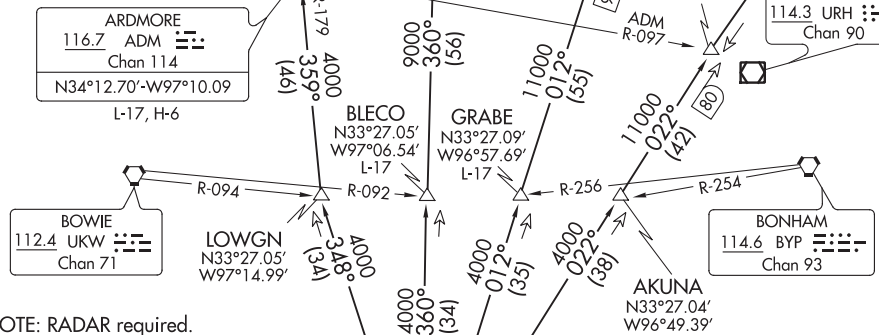 ARDMORE
116.7 ADM
Chan 114
N34°12.70'-W97°10.09
L-17, H-6
R-179
4000
359°
(46)
9000
360°
(56)
ADM
R-097
11000
012°
(55)
114.3 URH
Chan 90
80
11000
022°
(42)
BLECO
N33°27.05'
W97°06.54'
L-17
GRABE
N33°27.09'
W96°57.69'
L-17
R-094
R-092
R-256
R-254
BOWIE
112.4 UKW
Chan 71
LOWGN
N33°27.05'
W97°14.99'
4000
348°
(34)
4000
360°
(34)
4000
012°
(35)
4000
022°
(38)
AKUNA
N33°27.04'
W96°49.39'
BONHAM
114.6 BYP
Chan 93
OTE: RADAR required.